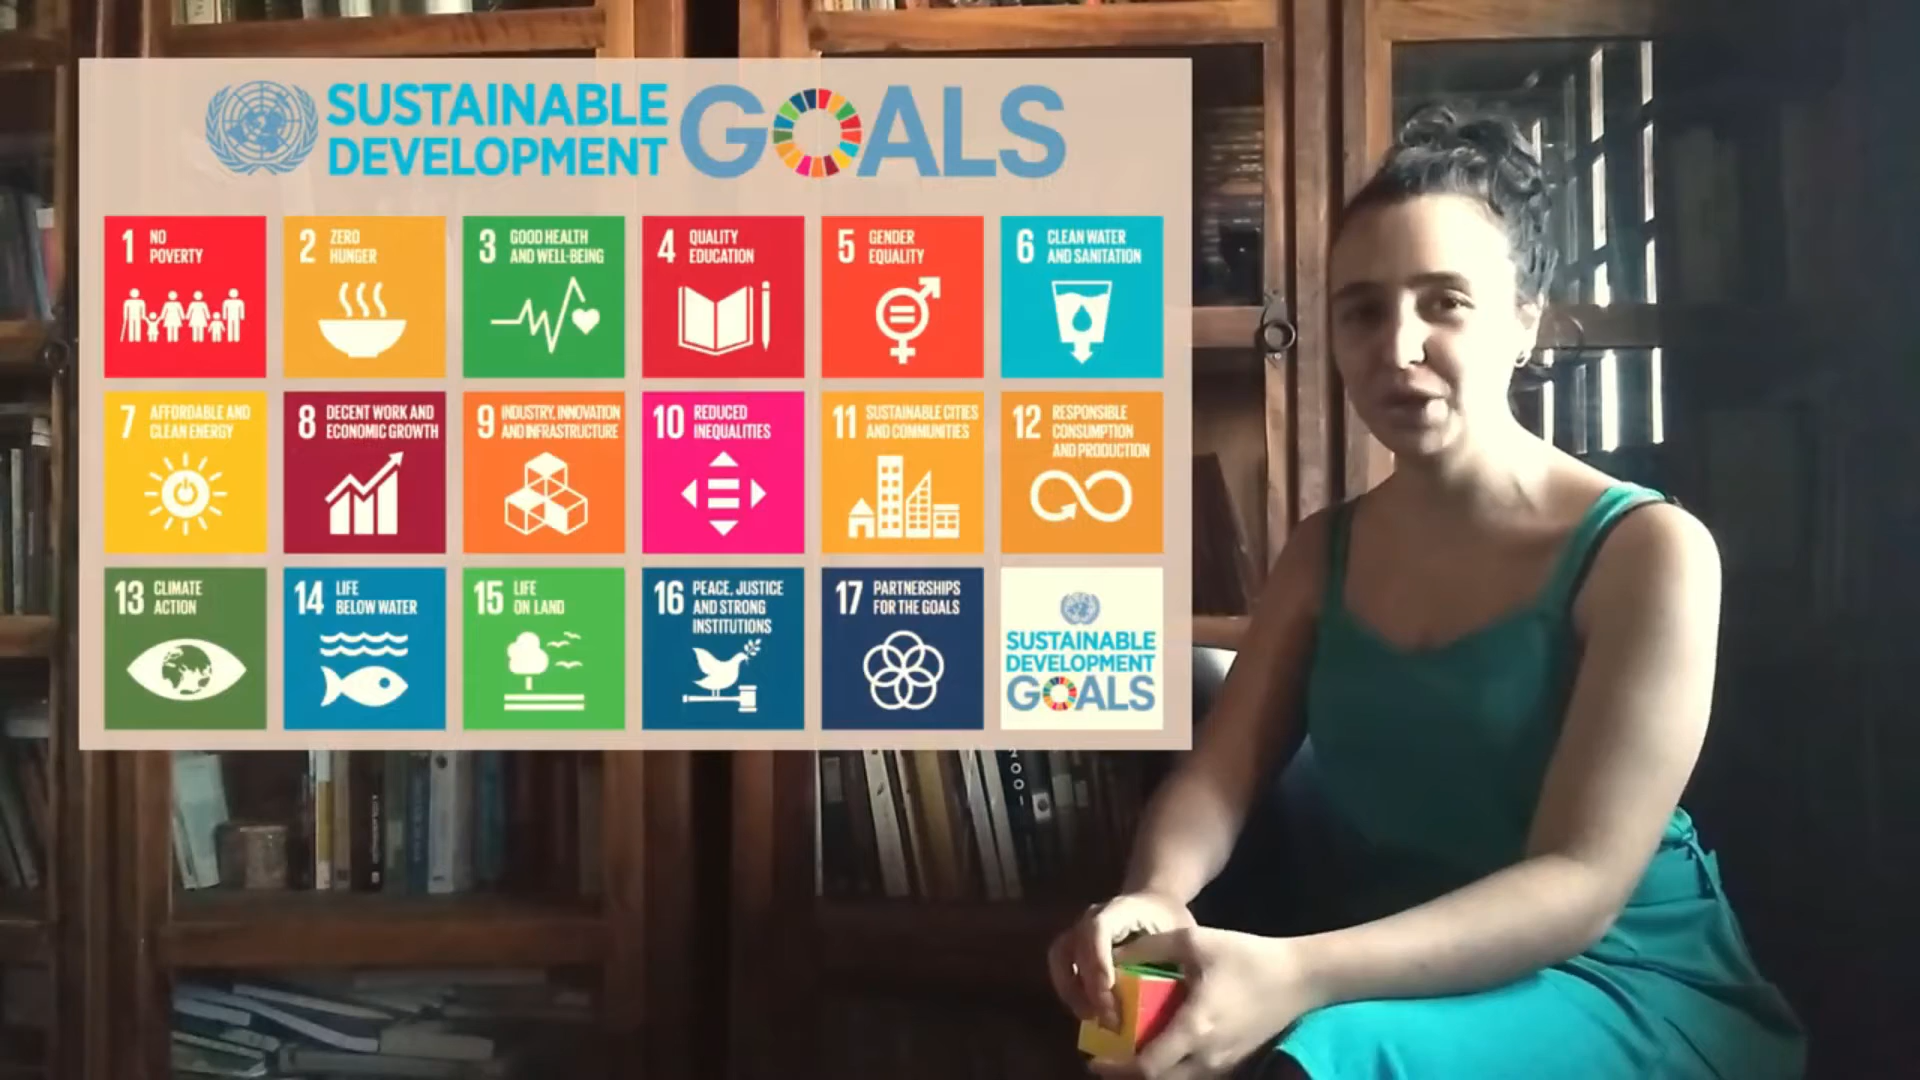 SUSTAINABLE
DEVELOPMENT
GOALS
1 NO
POVERTY
2 ZERO
HUNGER
3 GOOD HEALTH
AND WELL-BEING
4 QUALITY
EDUCATION
5 GENDER
EQUALITY
6 CLEAN WATER
AND SANITATION
7 AFFORDABLE AND
CLEAN ENERGY
8 DECENT WORK AND
ECONOMIC GROWTH
9 INDUSTRY, INNOVATION
AND INFRASTRUCTURE
10 REDUCED
INEQUALITIES
11 SUSTAINABLE CITIES
AND COMMUNITIES
12 RESPONSIBLE
CONSUMPTION
AND PRODUCTION
13 CLIMATE
ACTION
14 LIFE
BELOW WATER
15 LIFE
ON LAND
16 PEACE, JUSTICE
AND STRONG
INSTITUTIONS
17 PARTNERSHIPS
FOR THE GOALS
SUSTAINABLE
DEVELOPMENT
GOALS